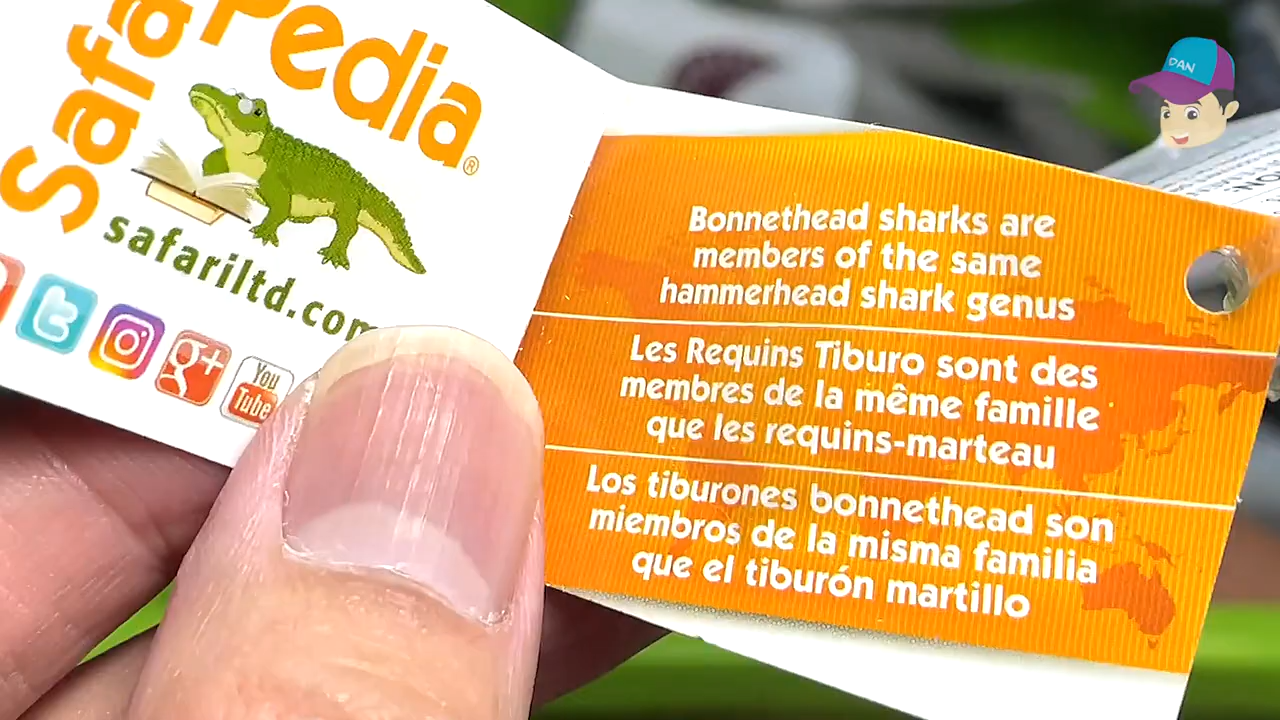 SafariPedia®
safariltd.com
g+
You
Tube
Bonnethead sharks are
members of the same
hammerhead shark genus
Les Requins Tiburo sont des
membres de la même famille
que les requins-marteau
Los tiburones bonnethead son
miembros de la misma familia
que el tiburón martillo
DAN